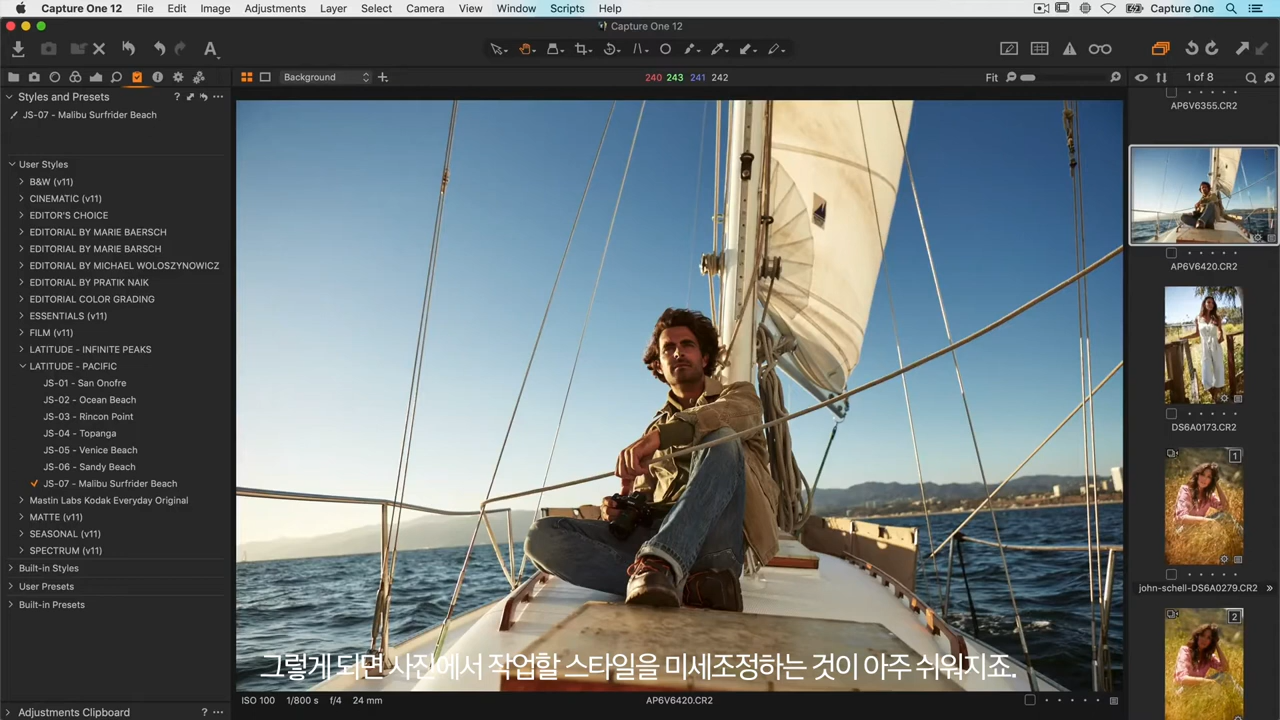 Capture One 12 File Edit Image Adjustments Layer Select Camera View Window Scripts Help Capture One
Capture One 12
A
Background
240 243 241 242
Fit
1 of 8
Styles and Presets ?
JS-07 - Malibu Surfrider Beach
User Styles
B&W (v11)
CINEMATIC (v11)
EDITOR'S CHOICE
EDITORIAL BY MARIE BAERSCH
EDITORIAL BY MARIE BARSCH
EDITORIAL BY MICHAEL WOLOSZYNOWICZ
EDITORIAL BY PRATIK NAIK
EDITORIAL COLOR GRADING
ESSENTIALS (v11)
FILM (v11)
LATITUDE - INFINITE PEAKS
LATITUDE - PACIFIC
JS-01 - San Onofre
JS-02 - Ocean Beach
JS-03 - Rincon Point
JS-04 - Topanga
JS-05 - Venice Beach
JS-06 - Sandy Beach
JS-07 - Malibu Surfrider Beach
Mastin Labs Kodak Everyday Original
MATTE (v11)
SEASONAL (v11)
SPECTRUM (v11)
Built-in Styles
User Presets
Built-in Presets
Adjustments Clipboard ?
그렇게 되면 사진에서 작업할 스타일을 미세조정하는 것이 아주 쉬워지죠.
ISO 100 1/800 s f/4 24 mm
AP6V6420.CR2
AP6V6355.CR2
AP6V6420.CR2
DS6A0173.CR2
1
john-schell-DS6A0279.CR2
2